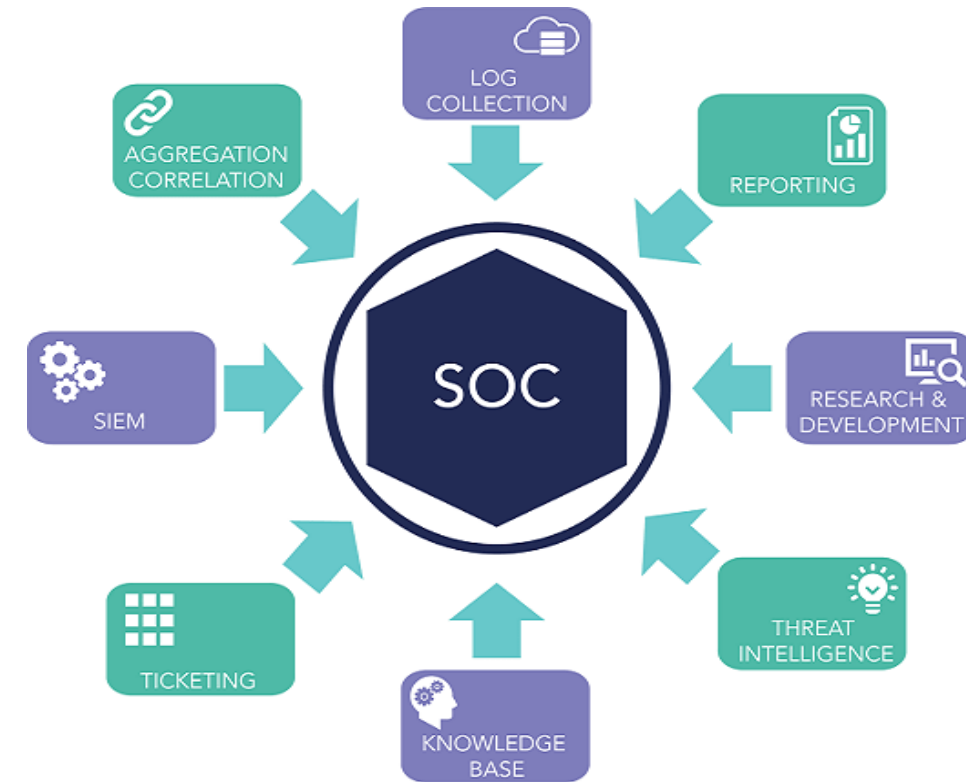 LOG
COLLECTION
AGGREGATION
CORRELATION
REPORTING
SIEM
SOC
RESEARCH &
DEVELOPMENT
TICKETING
THREAT
INTELLIGENCE
KNOWLEDGE
BASE